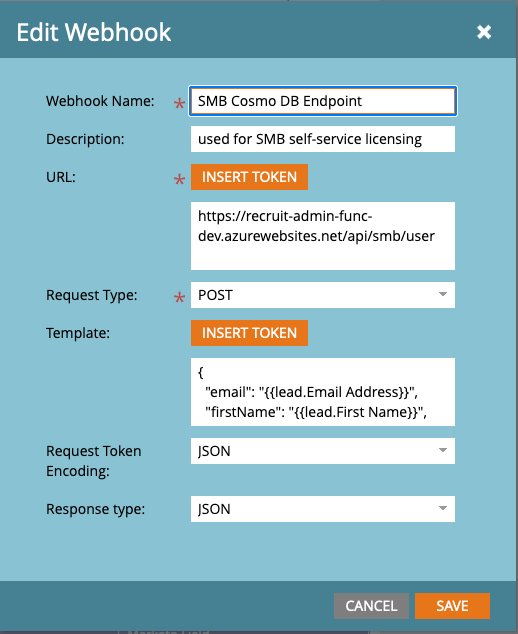 Edit Webhook
Webhook Name: * SMB Cosmo DB Endpoint
Description: used for SMB self-service licensing
URL: * INSERT TOKEN
https://recruit-admin-func-
dev.azurewebsites.net/api/smb/user
Request Type: * POST
Template: INSERT TOKEN
{
"email": "{{lead.Email Address}}",
"firstName": "{{lead.First Name}}",
Request Token JSON
Encoding:
Response type: JSON
CANCEL SAVE